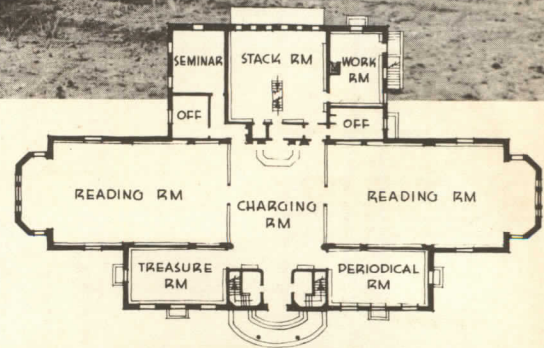 SEMINAR
STACK RM
WORK
RM
OFF
OFF
READING RM
CHARGING
RM
READING RM
TREASURE
RM
PERIODICAL
RM